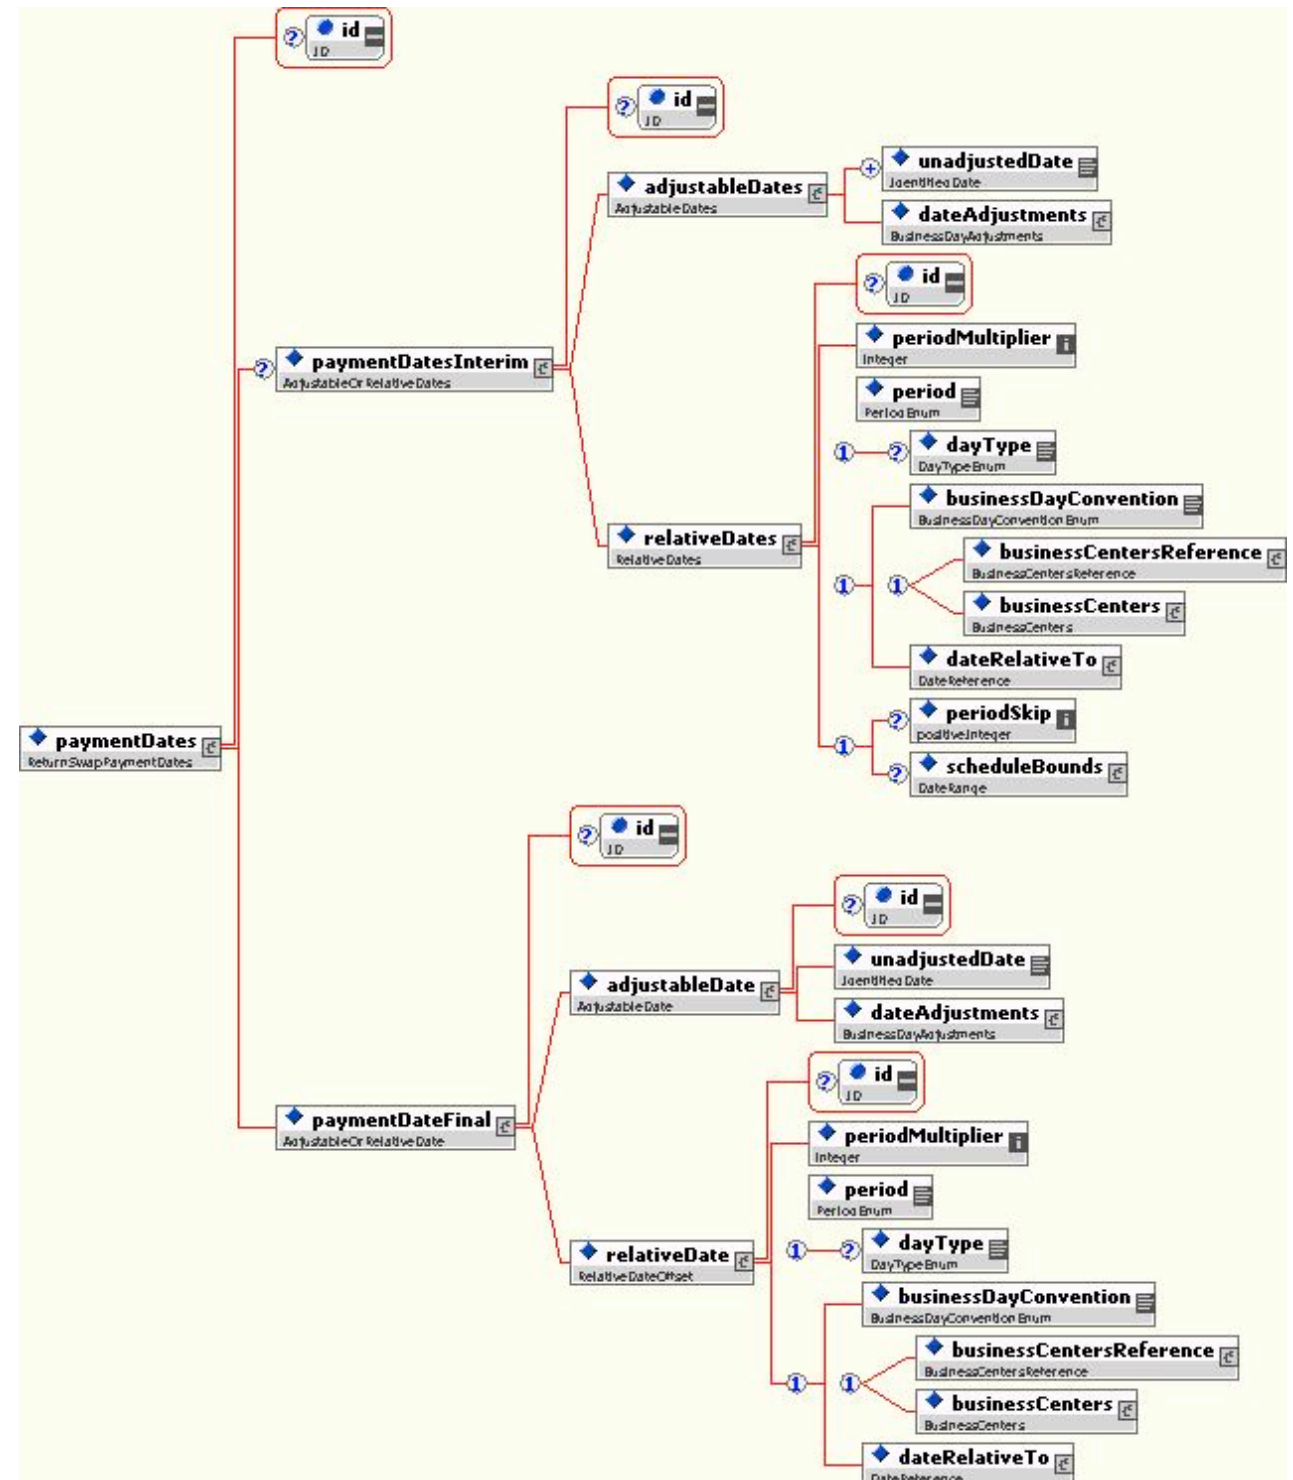 id
ID
id
ID
unadjustedDate
IdentifiedDate
adjustableDates
AdjustableDates
dateAdjustments
BusinessDayAdjustments
id
ID
periodMultiplier
Integer
paymentDatesInterim
AdjustableOrRelativeDates
period
PeriodEnum
dayType
DayTypeEnum
businessDayConvention
BusinessDayConventionEnum
relativeDates
RelativeDates
businessCentersReference
BusinessCentersReference
businessCenters
BusinessCenters
dateRelativeTo
DateReference
periodSkip
positiveInteger
paymentDates
ReturnSwapPaymentDates
scheduleBounds
DateRange
id
ID
id
ID
unadjustedDate
IdentifiedDate
adjustableDate
AdjustableDate
dateAdjustments
BusinessDayAdjustments
id
ID
paymentDateFinal
AdjustableOrRelativeDate
periodMultiplier
Integer
period
PeriodEnum
dayType
DayTypeEnum
relativeDate
RelativeDateOffset
businessDayConvention
BusinessDayConventionEnum
businessCentersReference
BusinessCentersReference
businessCenters
BusinessCenters
dateRelativeTo
DateReference